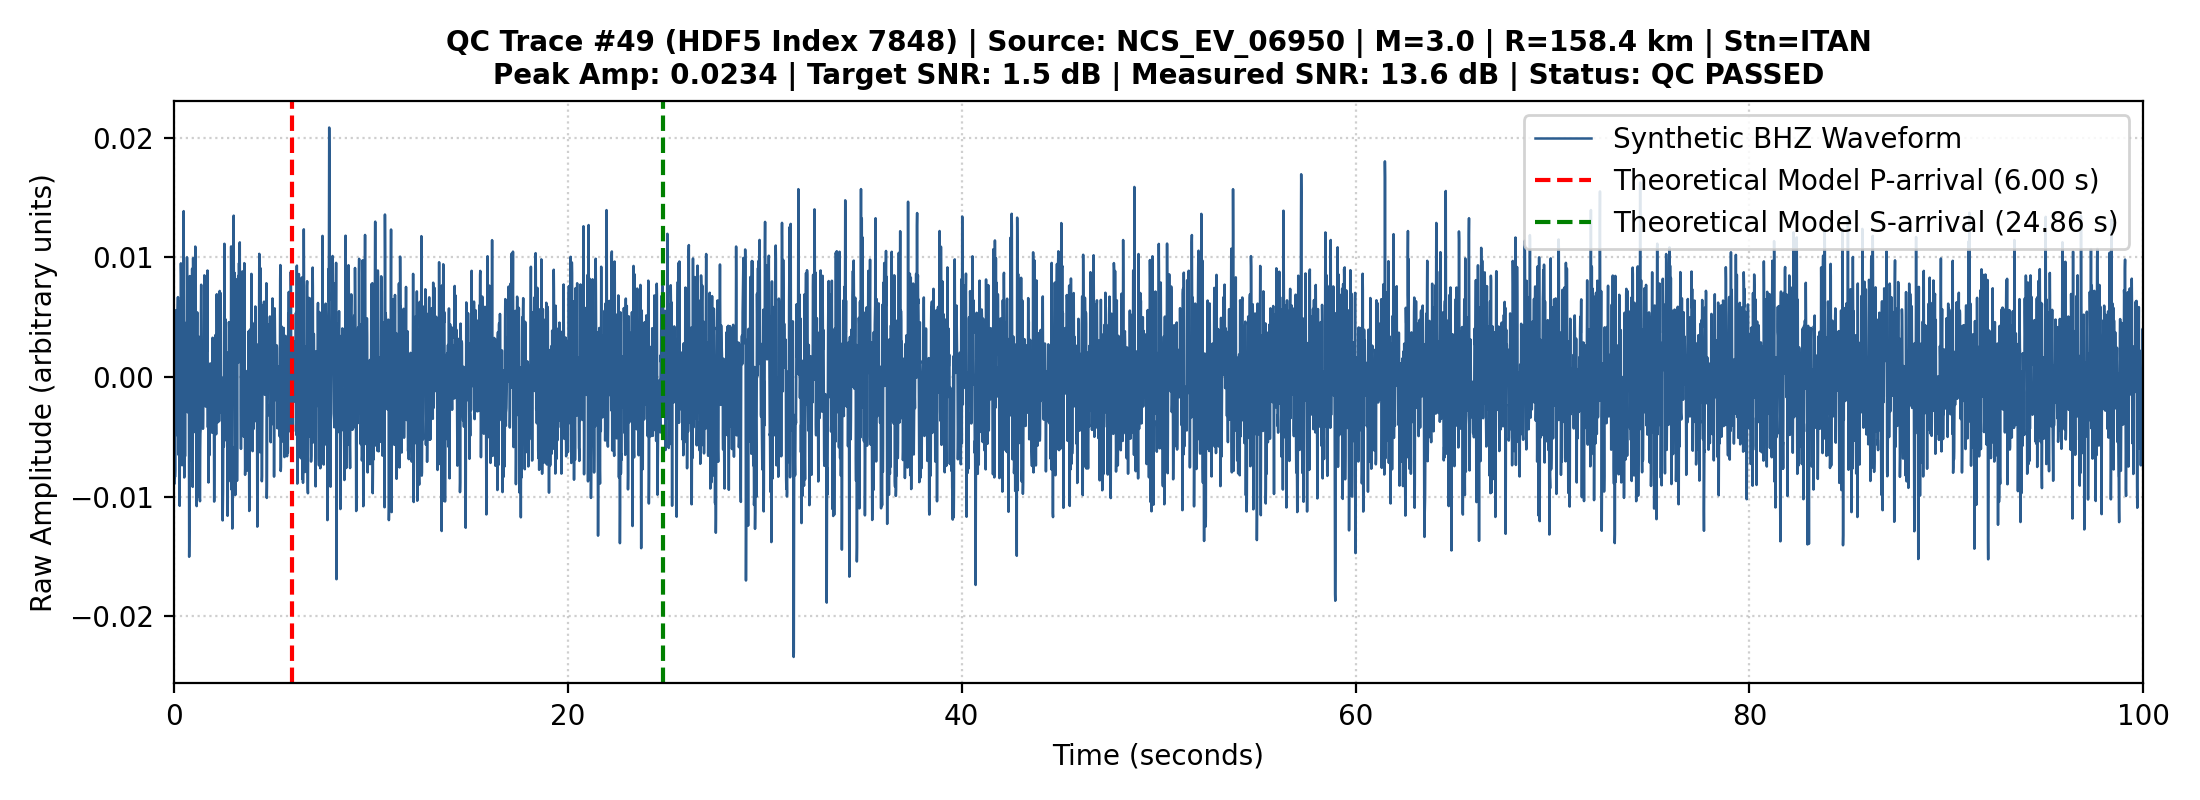 QC Trace #49 (HDF5 Index 7848) | Source: NCS_EV_06950 | M=3.0 | R=158.4 km | Stn=ITAN
Peak Amp: 0.0234 | Target SNR: 1.5 dB | Measured SNR: 13.6 dB | Status: QC PASSED
Synthetic BHZ Waveform
Theoretical Model P-arrival (6.00 s)
Theoretical Model S-arrival (24.86 s)
Raw Amplitude (arbitrary units)
0.02
0.01
0.00
−0.01
−0.02
0 20 40 60 80 100
Time (seconds)